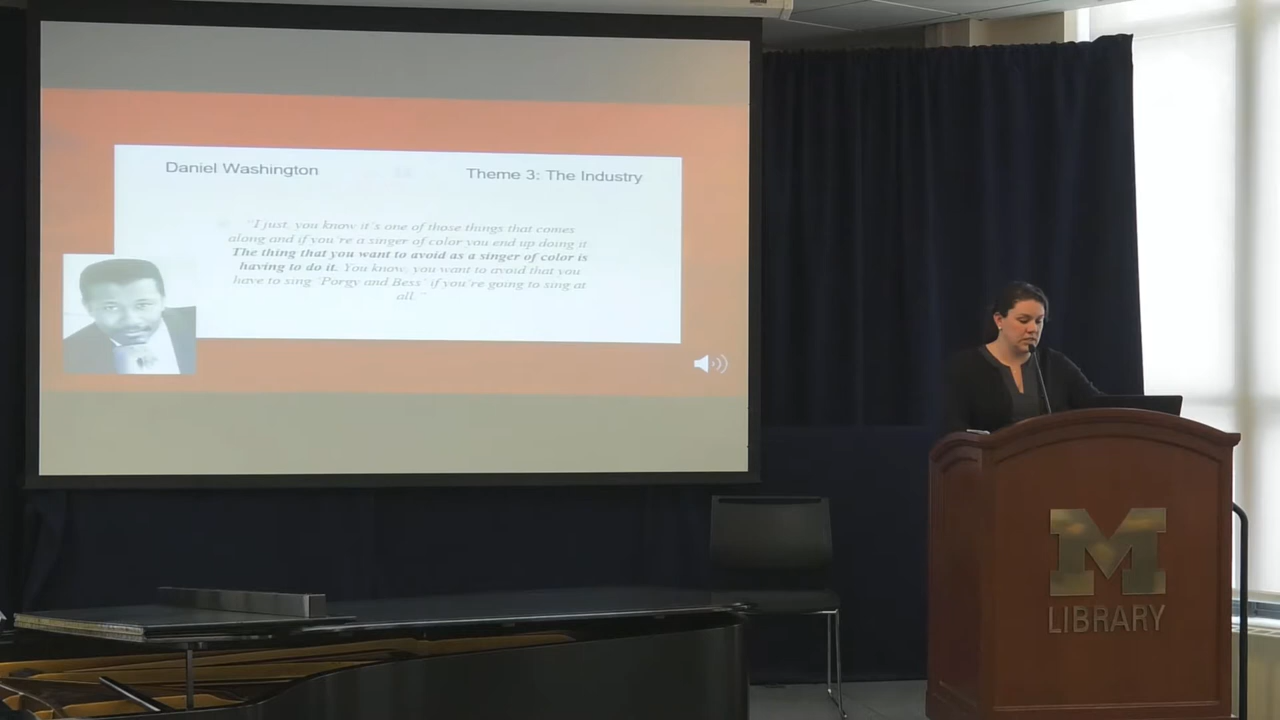 Daniel Washington
Theme 3: The Industry
"I just, you know it's one of those things that comes
along and if you're a singer of color you end up doing it.
The thing that you want to avoid as a singer of color is
having to do it. You know, you want to avoid that you
have to sing 'Porgy and Bess' if you're going to sing at
all."
M
LIBRARY